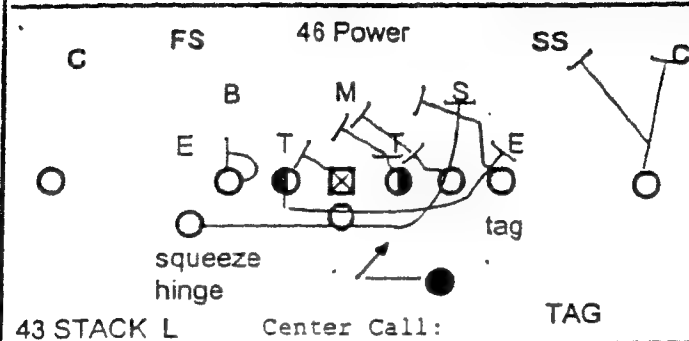 46 Power
C FS SS C
B M S
E T T E
tag
squeeze
hinge
TAG
43 STACK L Center Call: